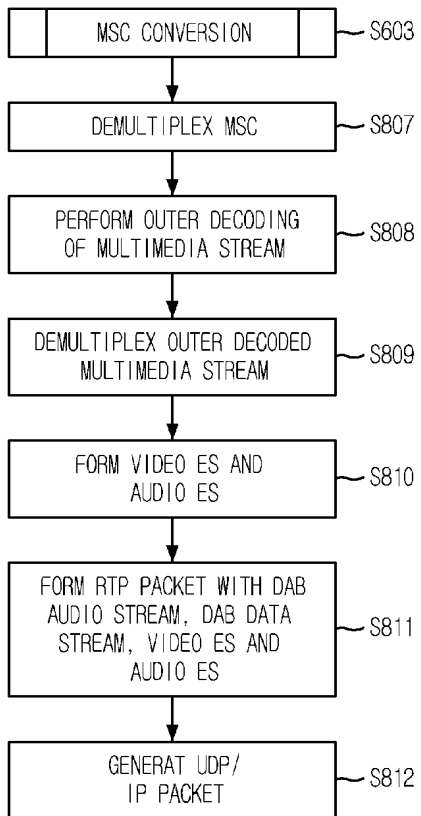 MSC CONVERSION
S603
DEMULTIPLEX MSC
S807
PERFORM OUTER DECODING
OF MULTIMEDIA STREAM
S808
DEMULTIPLEX OUTER DECODED
MULTIMEDIA STREAM
S809
FORM VIDEO ES AND
AUDIO ES
S810
FORM RTP PACKET WITH DAB
AUDIO STREAM, DAB DATA
STREAM, VIDEO ES AND
AUDIO ES
S811
GENERAT UDP/
IP PACKET
S812